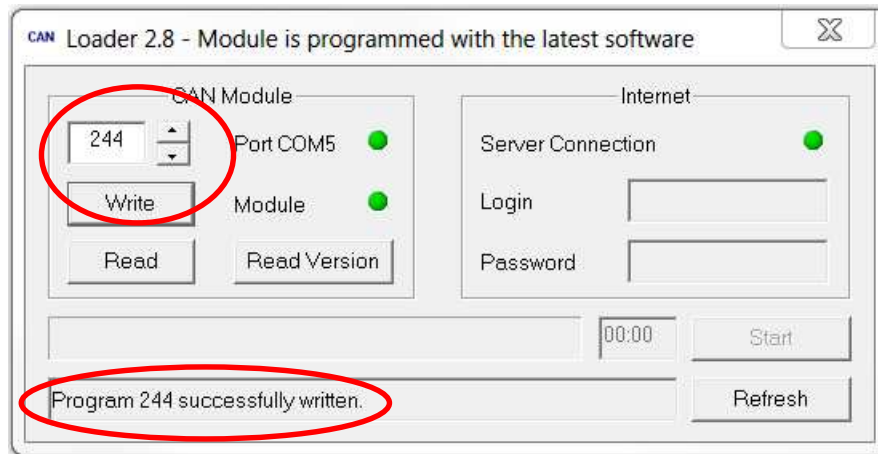 CAN Loader 2.8 - Module is programmed with the latest software
CAN Module
244
Port COM5
Write
Module
Read
Read Version
Internet
Server Connection
Login
Password
00:00
Start
Program 244 successfully written.
Refresh